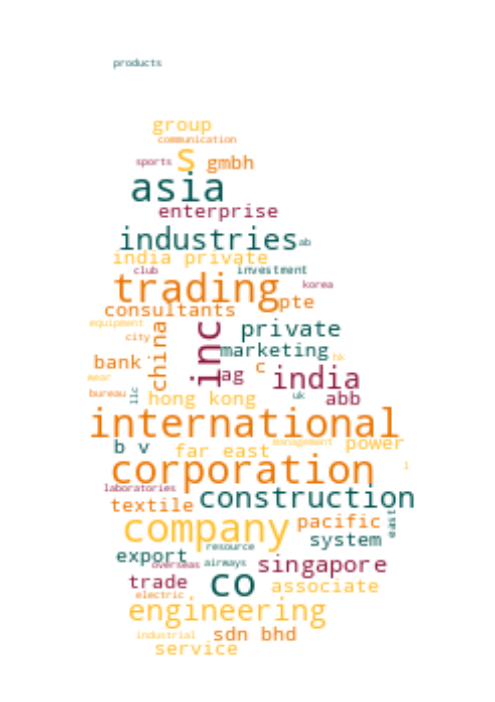 products
group
communication
sports s gmbh
asia
enterprise
industries ab
india private
club investment
trading korea
consultants pte
equipment china inc private
city marketing hk
bank ag c india
wear
bureau llc hong kong uk abb
international
b v far east management power
corporation l
laboratories construction
textile
company pacific east
system
export resource
overseas airways singapore
trade co associate
electric
engineering
industrial sdn bhd
service